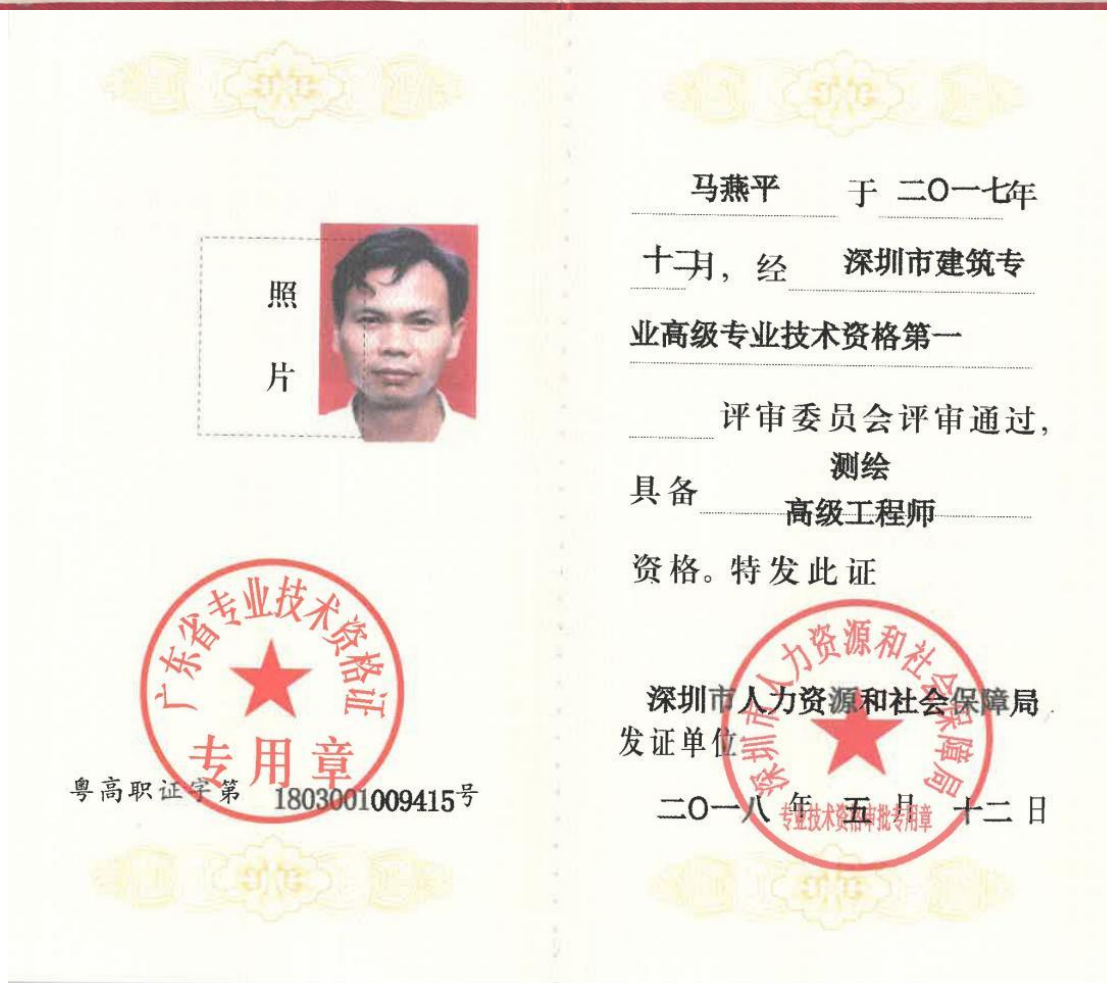 照
片
广东省专业技术资格证
专用章
粤高职证字第 1803001009415号
马燕平 于 二〇一七年
十二月，经 深圳市建筑专
业高级专业技术资格第一
评审委员会评审通过，
测绘
具备
高级工程师
资格。特发此证
深圳市人力资源和社会保障局
深圳市人力资源和社会保障局
发证单位
二〇一八 年 五 月 十二 日
专业技术资格审批专用章